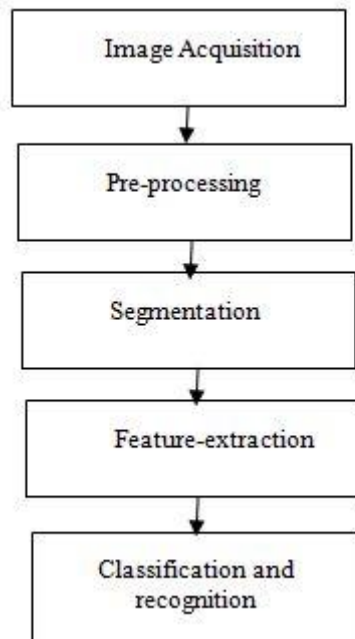 Image Acquisition
Pre-processing
Segmentation
Feature-extraction
Classification and
recognition